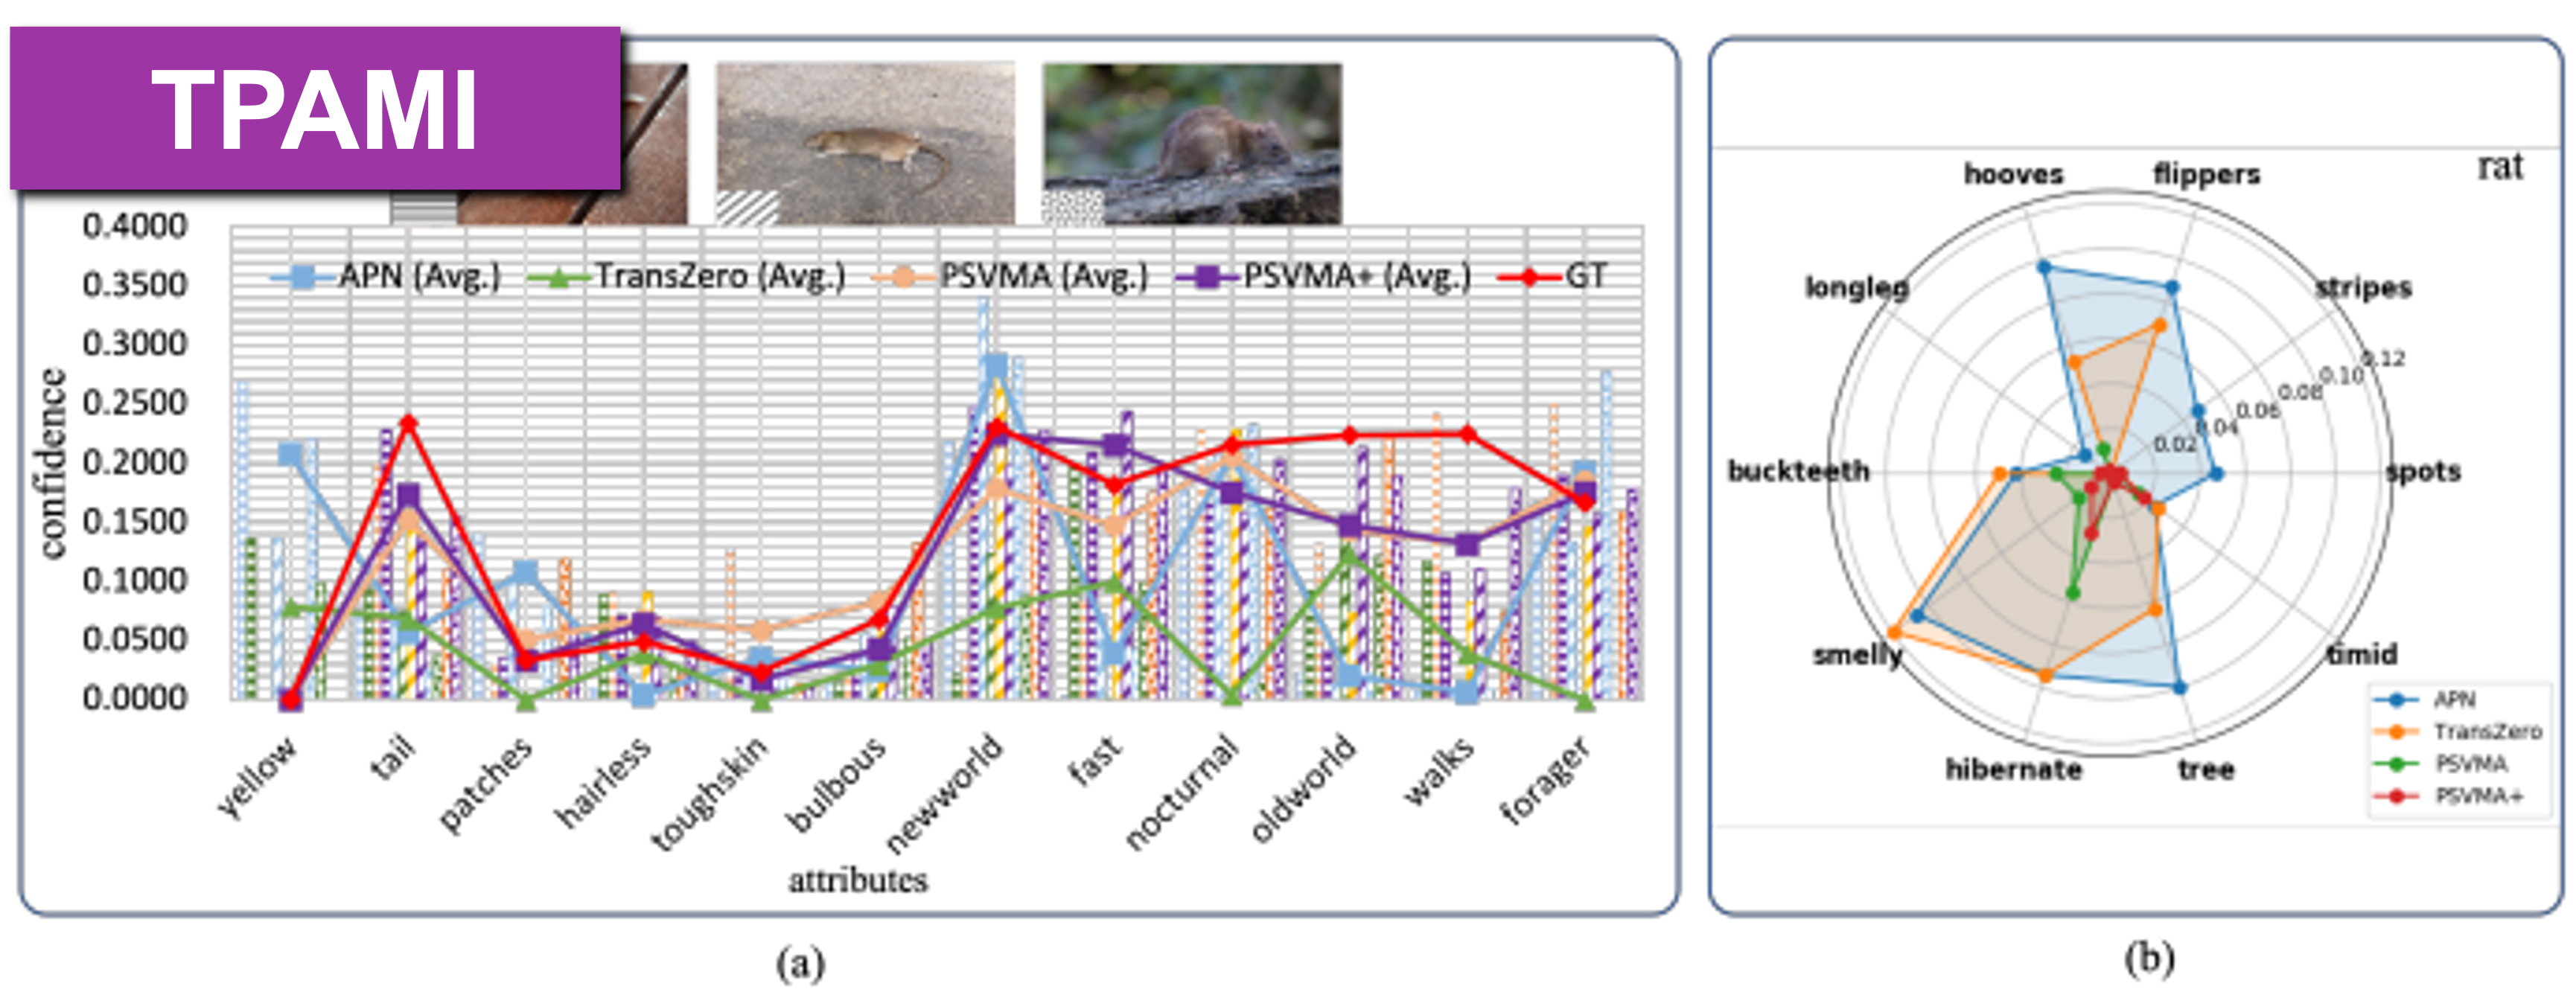 TPAMI
0.4000
0.3500
0.3000
0.2500
0.2000
0.1500
0.1000
0.0500
0.0000
confidence
APN (Avg.) TransZero (Avg.) PSVMA (Avg.) PSVMA+ (Avg.) GT
yellow tail patches hairless toughskin bulbous newworld fast nocturnal oldworld walks forager
attributes
(a)
rat
hooves flippers
longleg stripes
0.12
0.10
0.08
0.06
0.04
0.02
buckteeth spots
smelly timid
hibernate tree
APN
TransZero
PSVMA
PSVMA+
(b)